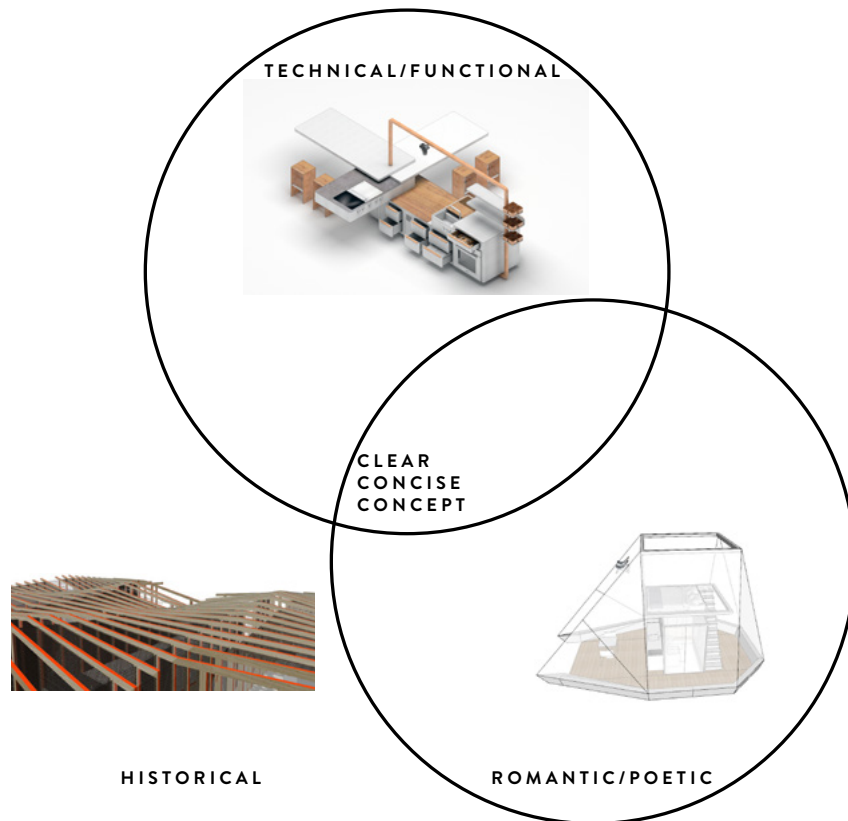 TECHNICAL/FUNCTIONAL
CLEAR
CONCISE
CONCEPT
HISTORICAL
ROMANTIC/POETIC